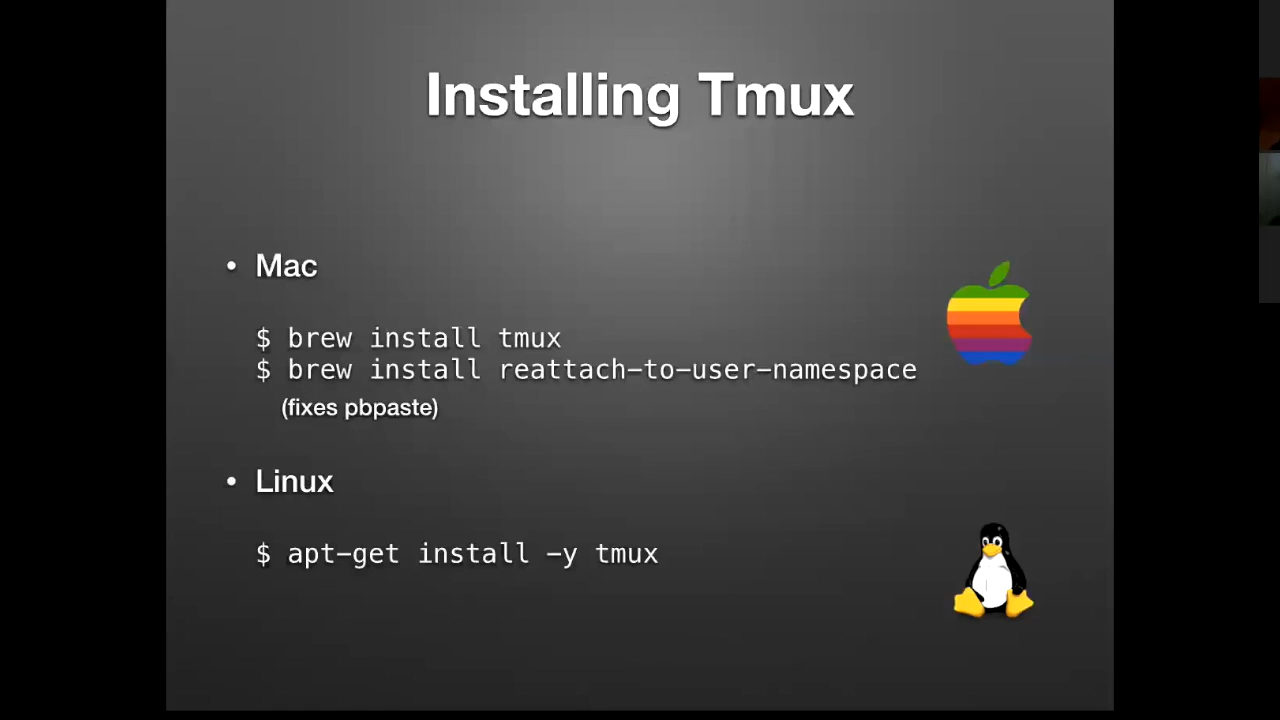 Installing Tmux
• Mac
$ brew install tmux
$ brew install reattach-to-user-namespace
(fixes pbpaste)
• Linux
$ apt-get install -y tmux